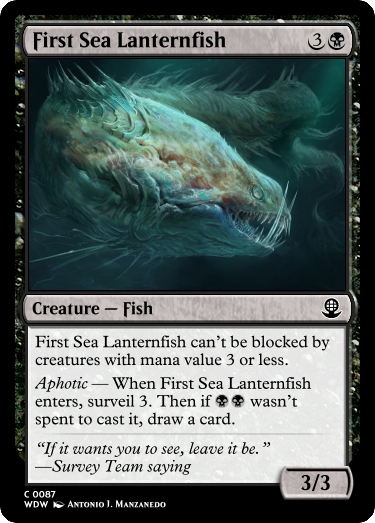 First Sea Lanternfish 3
Creature — Fish
First Sea Lanternfish can't be blocked by
creatures with mana value 3 or less.
Aphotic — When First Sea Lanternfish
enters, surveil 3. Then if wasn't
spent to cast it, draw a card.
“If it wants you to see, leave it be.”
—Survey Team saying
3/3
C 0087
WDW Antonio J. Manzanedo